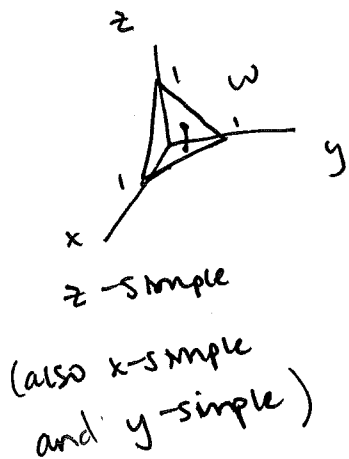 z
1
W
1
y
1
x
z-simple
(also x-simple
and y-simple)